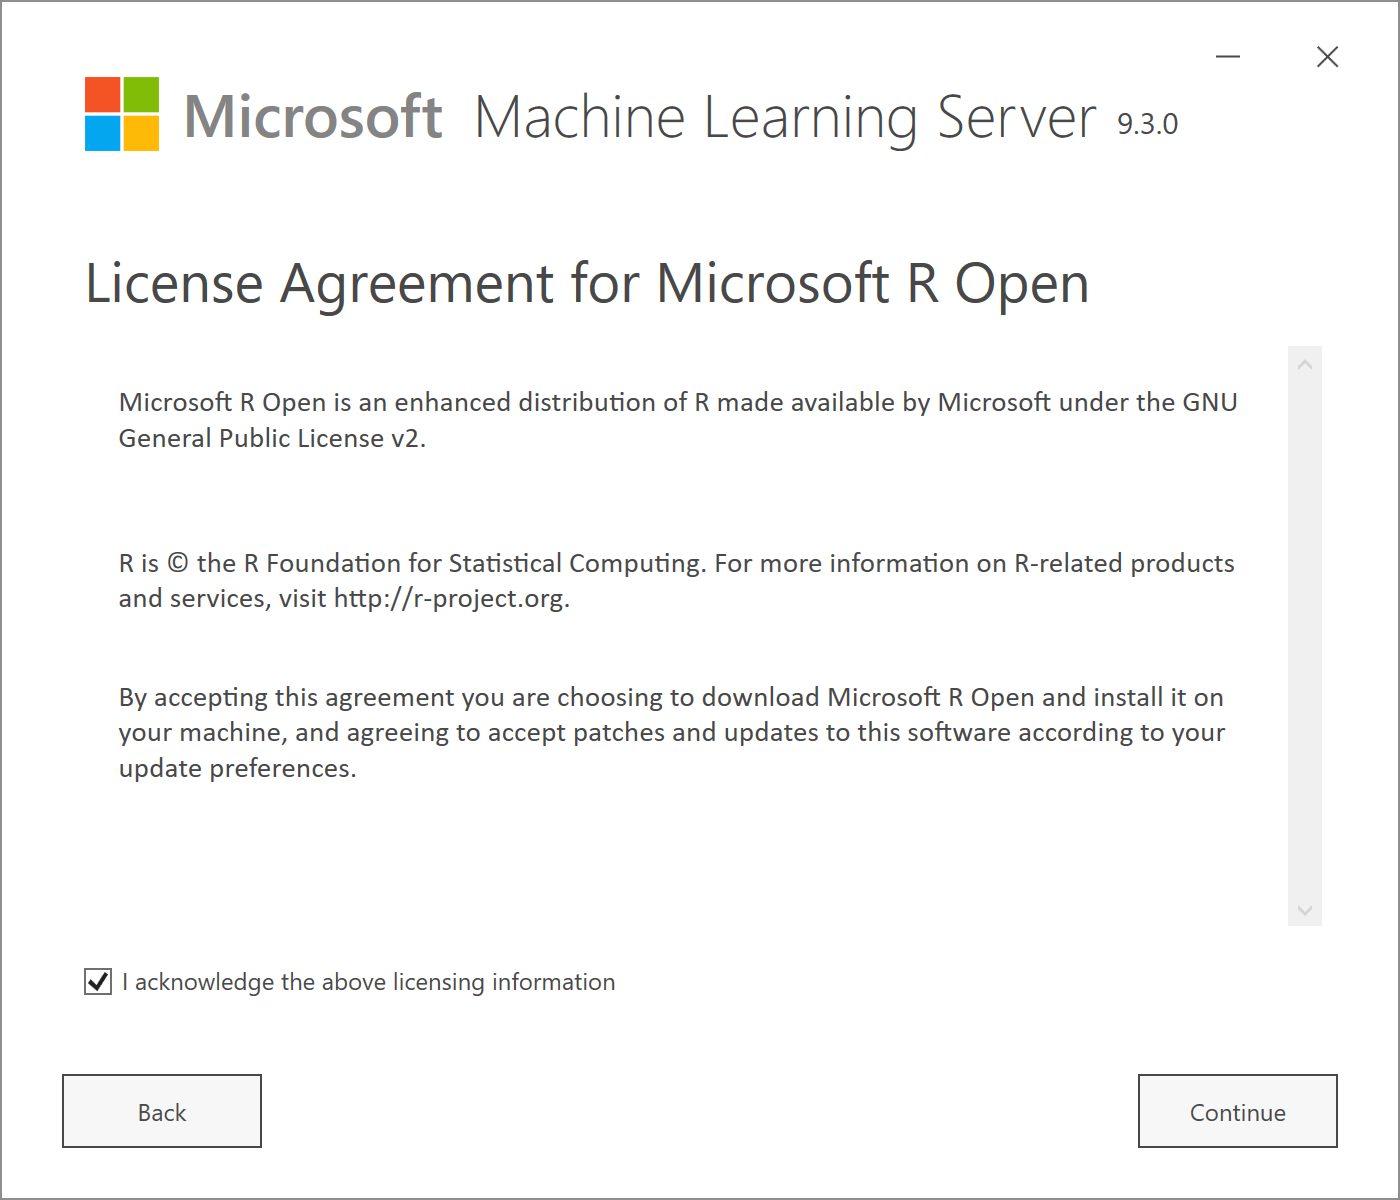 Microsoft Machine Learning Server 9.3.0
License Agreement for Microsoft R Open
Microsoft R Open is an enhanced distribution of R made available by Microsoft under the GNU
General Public License v2.
R is © the R Foundation for Statistical Computing. For more information on R-related products
and services, visit http://r-project.org.
By accepting this agreement you are choosing to download Microsoft R Open and install it on
your machine, and agreeing to accept patches and updates to this software according to your
update preferences.
I acknowledge the above licensing information
Back
Continue